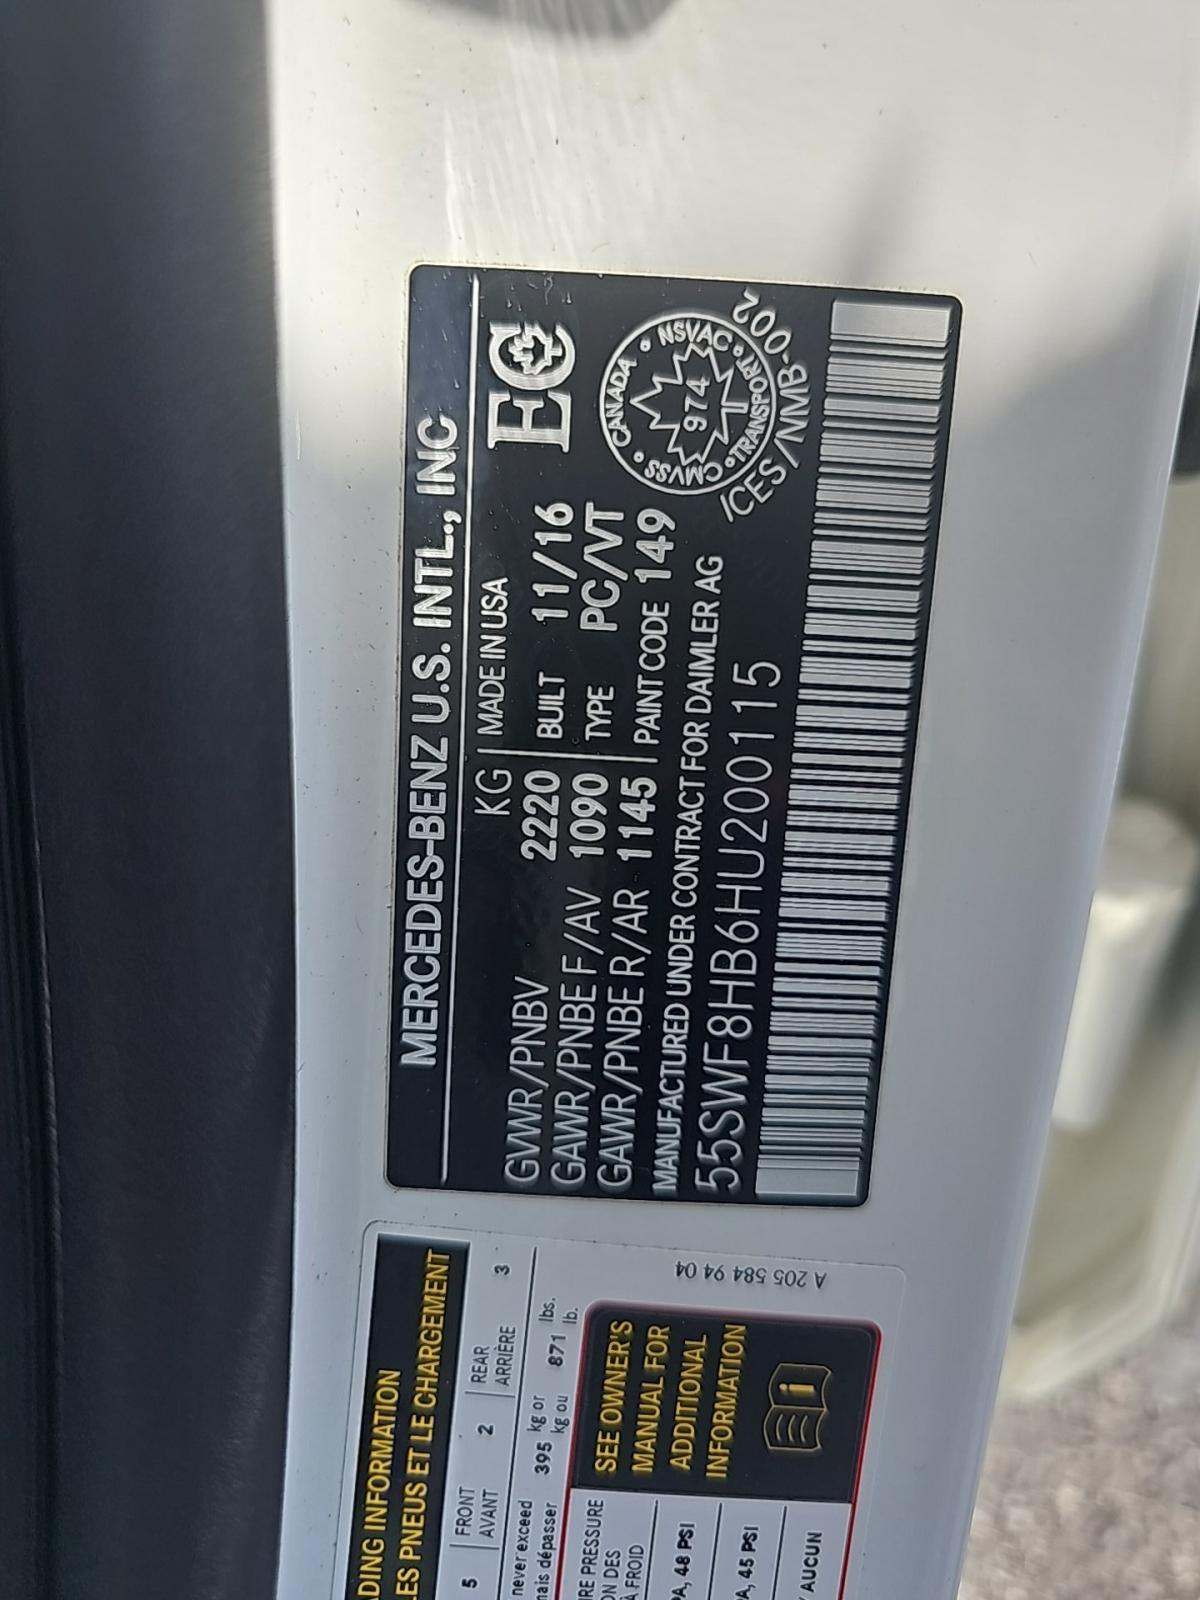 MERCEDES-BENZ U.S. INTL., INC
KG MADE IN USA
GVWR/PNBV 2220 BUILT 11/16
GAWR/PNBE F/AV 1090 TYPE PC/VT
GAWR/PNBE R/AR 1145 PAINT CODE 149
MANUFACTURED UNDER CONTRACT FOR DAIMLER AG
55SWF8HB6HU200115
EC
CANADA • NSVAC • TRANSPORT • CMVSS •
974
ICES/NMB-002
A 205 584 94 04
ADING INFORMATION
LES PNEUS ET LE CHARGEMENT
5 FRONT 2 REAR 3
AVANT ARRIÈRE
never exceed 395 kg or 871 lbs.
mais dépasser kg ou lb.
IRE PRESSURE
ON DES
À FROID
PA, 48 PSI
PA, 45 PSI
/ AUCUN
SEE OWNER'S
MANUAL FOR
ADDITIONAL
INFORMATION